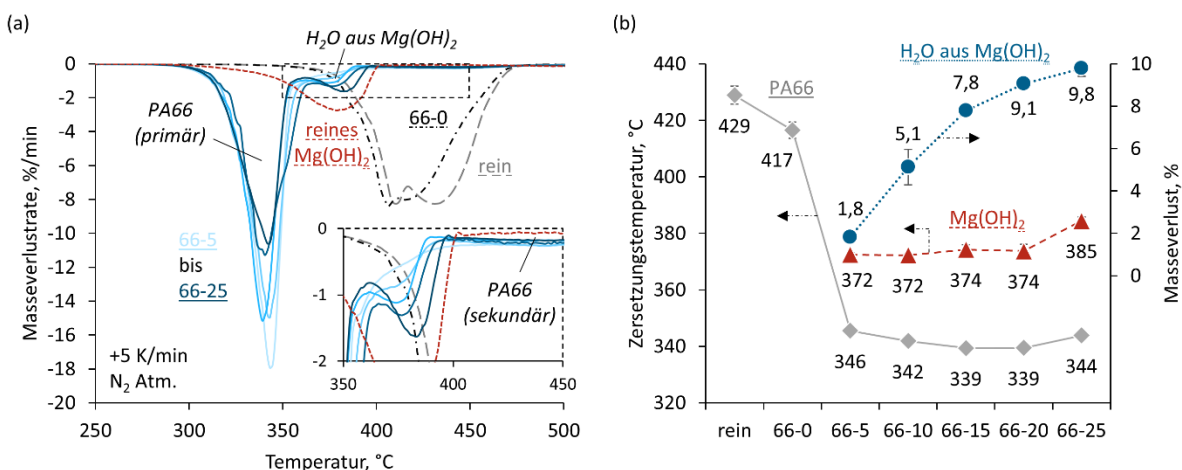 (a)
H₂O aus Mg(OH)₂
0
-2
-4
-6
-8
-10
-12
-14
-16
-18
-20
Masseverlustrate, %/min
PA66
(primär)
reines
Mg(OH)₂
66-0
rein
66-5
bis
66-25
+5 K/min
N₂ Atm.
0
-1
-2
PA66
(sekundär)
350
400
450
250
300
350
400
450
500
Temperatur, °C
(b)
440
420
400
380
360
340
320
Zersetzungstemperatur, °C
PA66
429
417
346
342
339
339
344
H₂O aus Mg(OH)₂
1,8
5,1
7,8
9,1
9,8
Mg(OH)₂
372
372
374
374
385
10
8
6
4
2
0
Masseverlust, %
rein
66-0
66-5
66-10
66-15
66-20
66-25